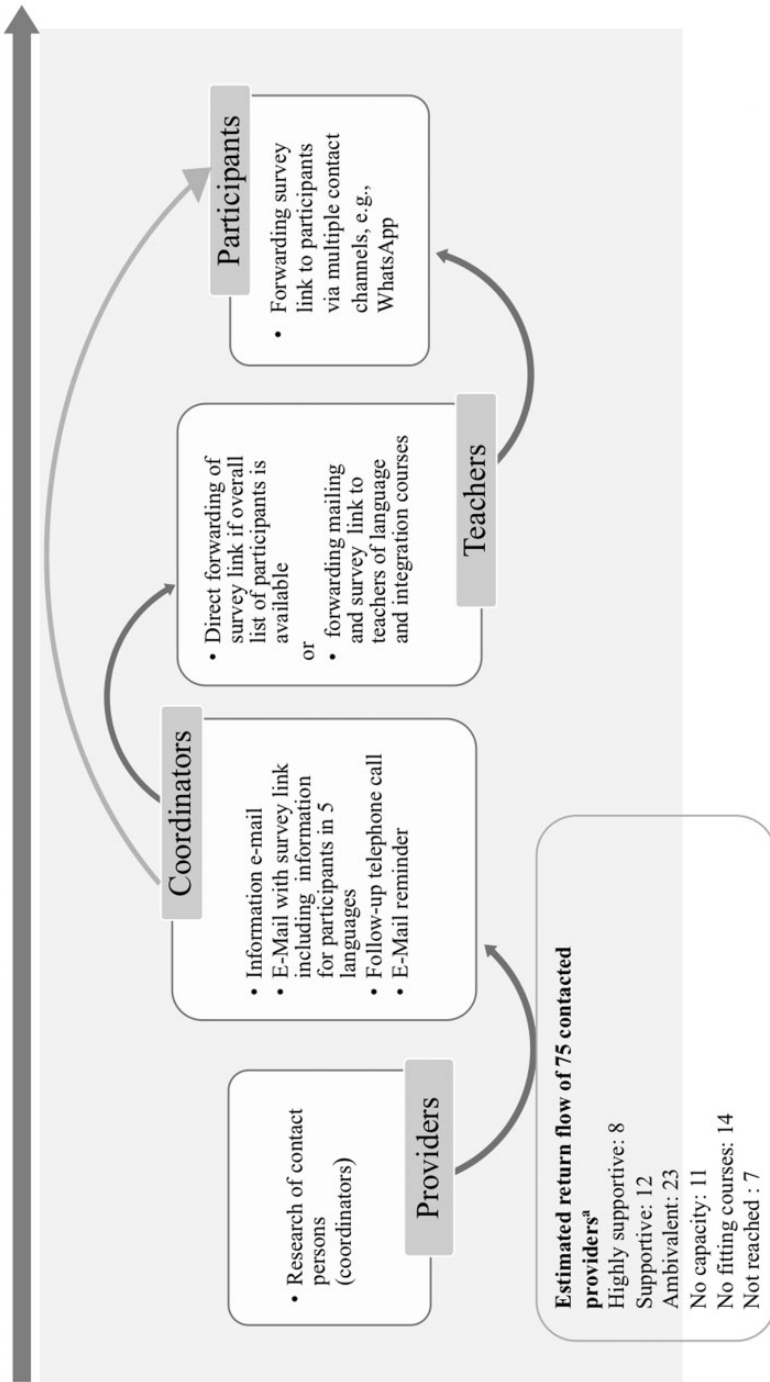 • Research of contact
persons
(coordinators)
Providers
Estimated return flow of 75 contacted
providersᵃ
Highly supportive: 8
Supportive: 12
Ambivalent: 23
No capacity: 11
No fitting courses: 14
Not reached : 7
Coordinators
• Information e-mail
• E-Mail with survey link
including information
for participants in 5
languages
• Follow-up telephone call
• E-Mail reminder
• Direct forwarding of
survey link if overall
list of participants is
available
or
• forwarding mailing
and survey link to
teachers of language
and integration courses
Teachers
Participants
• Forwarding survey
link to participants
via multiple contact
channels, e.g.,
WhatsApp